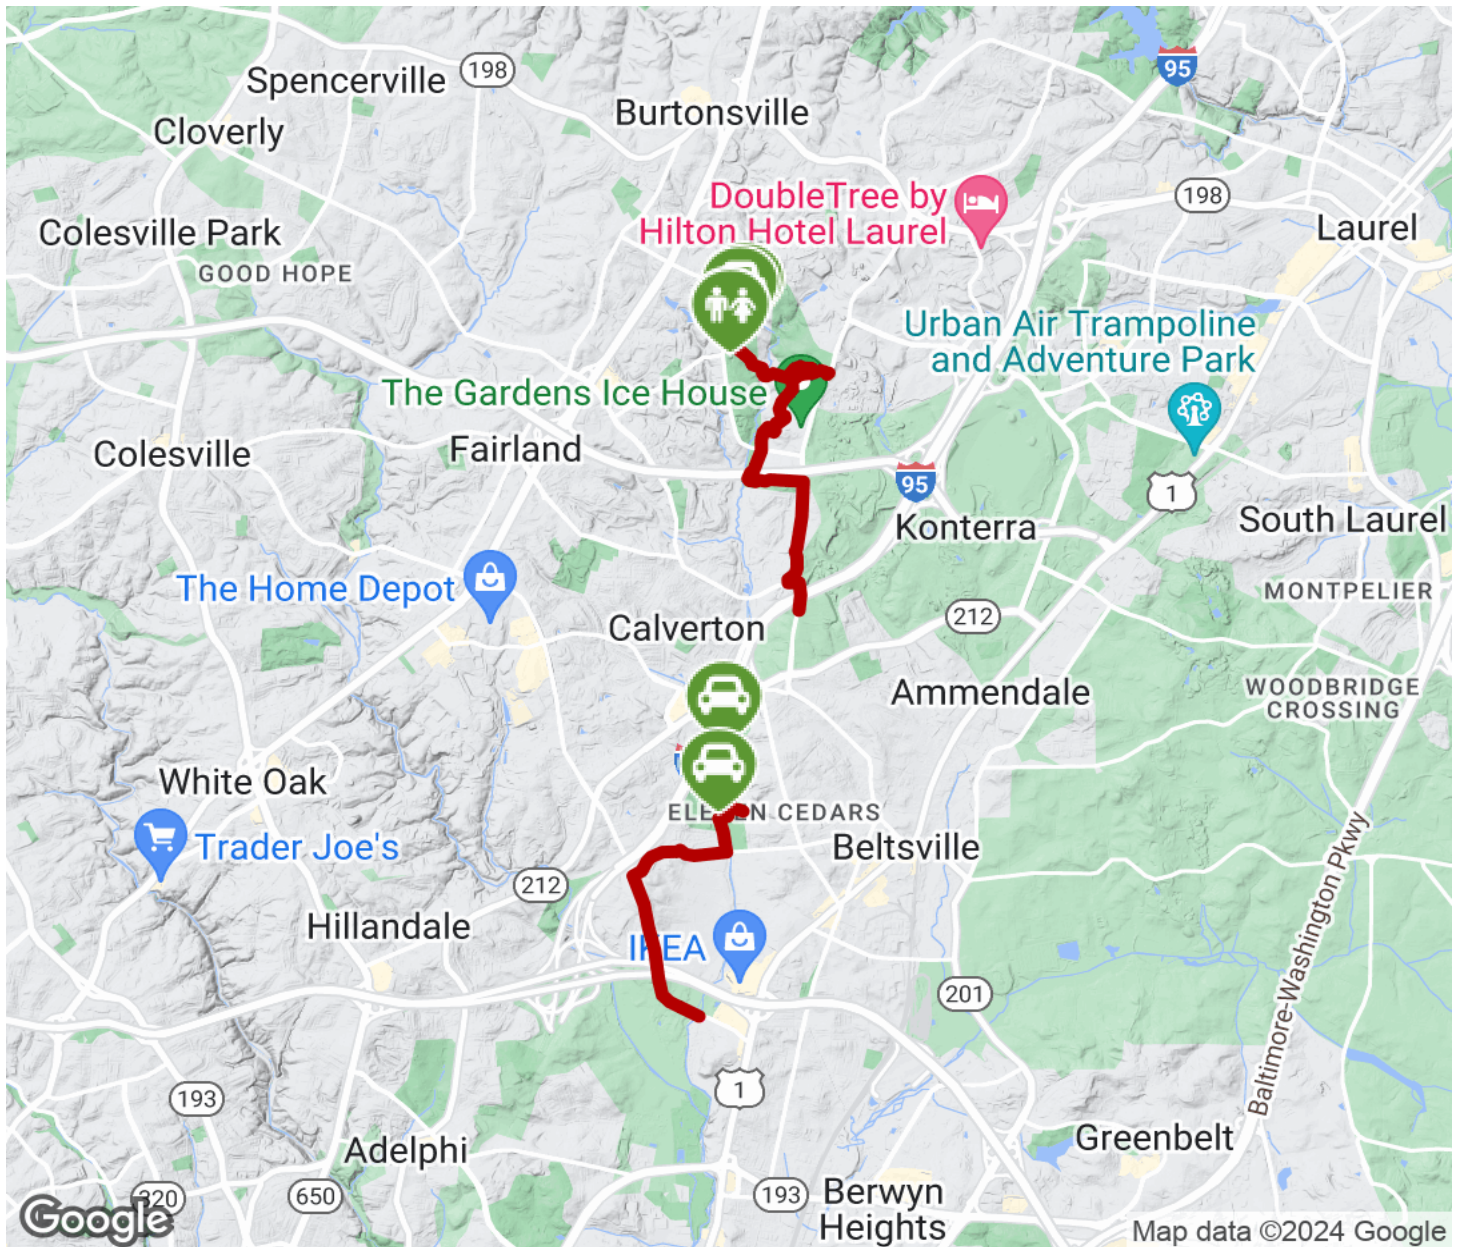 Spencerville
198
95
Burtonsville
Cloverly
DoubleTree by
Hilton Hotel Laurel
198
Laurel
Colesville Park
GOOD HOPE
Urban Air Trampoline
and Adventure Park
The Gardens Ice House
Fairland
Colesville
95
1
Konterra
South Laurel
The Home Depot
MONTPELIER
212
Calverton
Ammendale
WOODBRIDGE
CROSSING
White Oak
CEDARS
Beltsville
Trader Joe's
212
Hillandale
IKEA
201
Baltimore-Washington Pkwy
1
193
Greenbelt
Adelphi
320
650
193
Berwyn
Heights
Google
Map data ©2024 Google